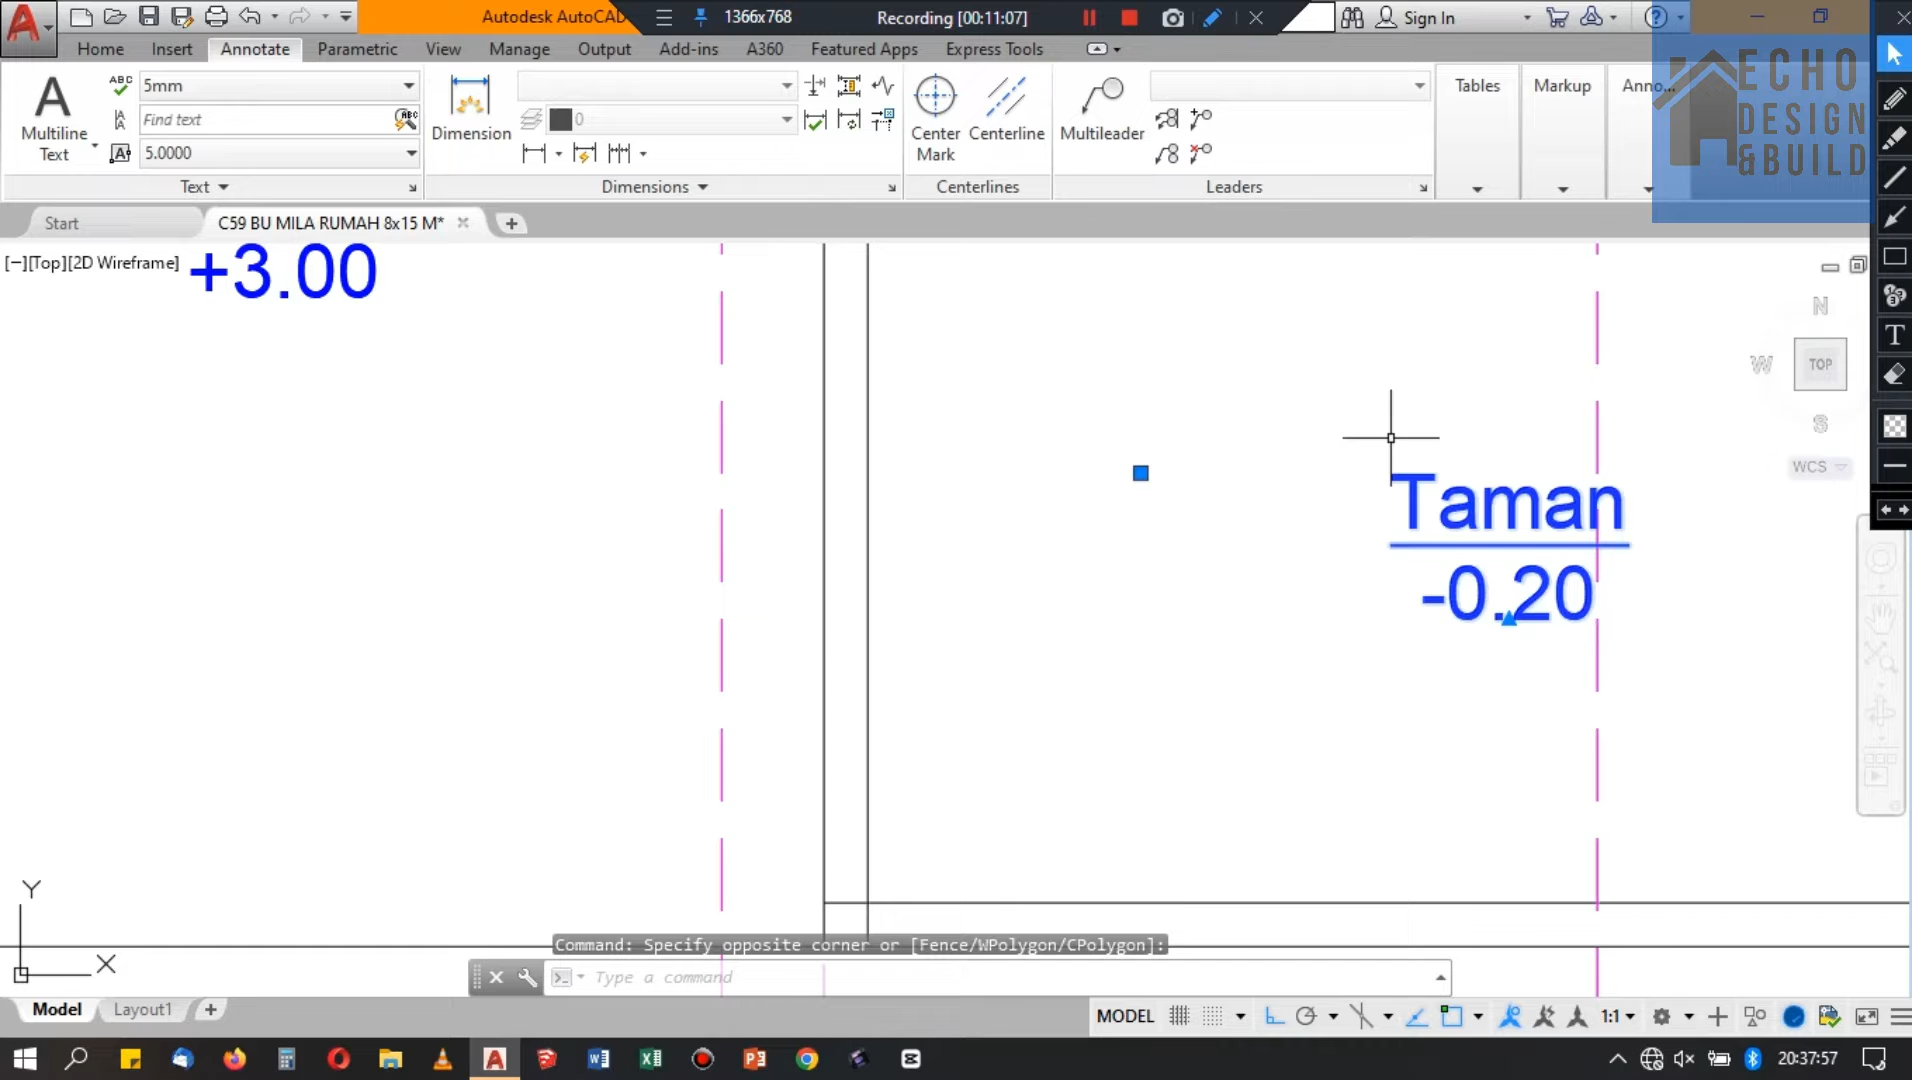 Autodesk AutoCAD
1366x768
Recording [00:11:07]
Sign In
Home
Insert
Annotate
Parametric
View
Manage
Output
Add-ins
A360
Featured Apps
Express Tools
A
Multiline
Text
ABC
5mm
Find text
5.0000
Text
Dimension
0
Dimensions
Center
Mark
Centerline
Centerlines
Multileader
Leaders
Tables
Markup
Anno...
ECHO
DESIGN
&BUILD
Start
C59 BU MILA RUMAH 8x15 M*
[−][Top][2D Wireframe]
+3.00
N
W
TOP
S
WCS
Taman
-0.20
Y
X
Command: Specify opposite corner or [Fence/WPolygon/CPolygon]:
Type a command
Model
Layout1
MODEL
1:1
20:37:57